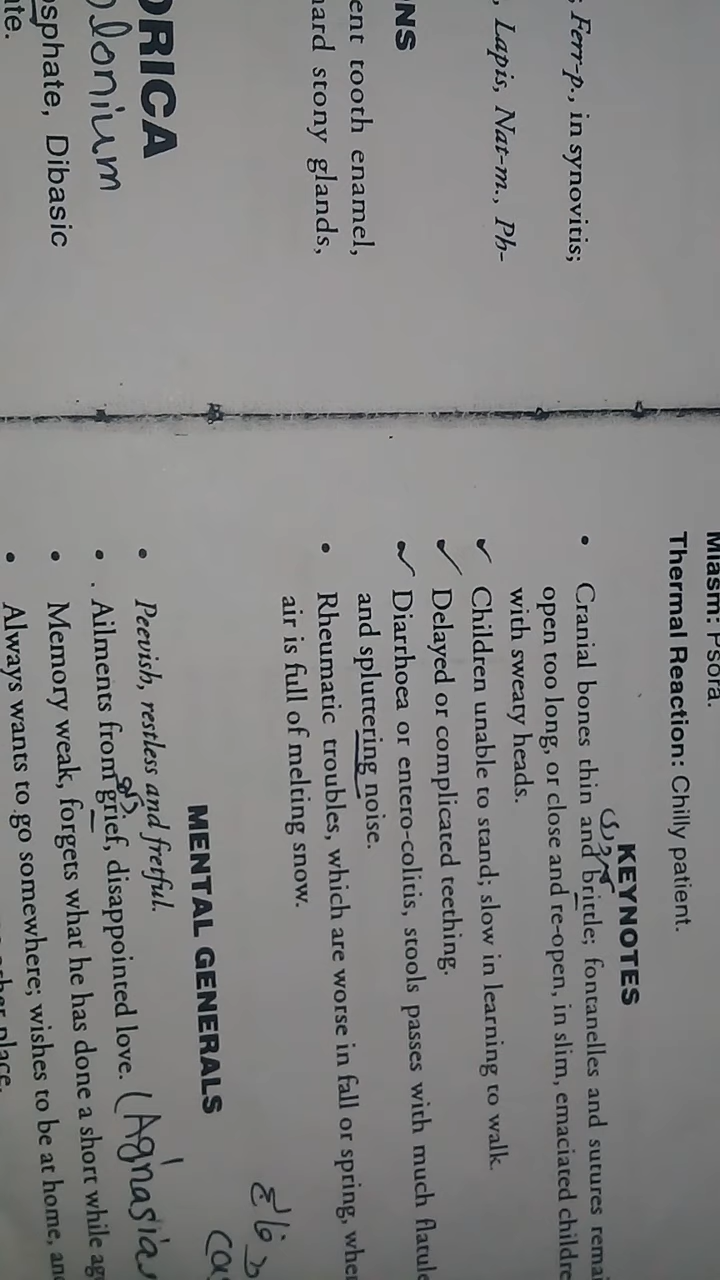 ; Ferr-p., in synovitis;
, Lapis, Nat-m., Ph-
NS
ent tooth enamel,
ard stony glands,
ORICA
lonium
sphate, Dibasic
te.
Miasm: Psora.
Thermal Reaction: Chilly patient.
KEYNOTES
• Cranial bones thin and brittle; fontanelles and sutures remai
open too long, or close and re-open, in slim, emaciated childre
with sweaty heads.
✓ Children unable to stand; slow in learning to walk.
✓ Delayed or complicated teething.
✓ Diarrhoea or entero-colitis, stools passes with much flatule
and spluttering noise.
• Rheumatic troubles, which are worse in fall or spring, when
air is full of melting snow.
MENTAL GENERALS
• Peevish, restless and fretful.
• Ailments from grief, disappointed love. (Aghasia
• Memory weak, forgets what he has done a short while ag
• Always wants to go somewhere; wishes to be at home, an
place.